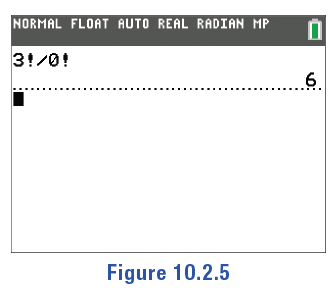 NORMAL FLOAT AUTO REAL RADIAN MP
3!/0!
6
Figure 10.2.5